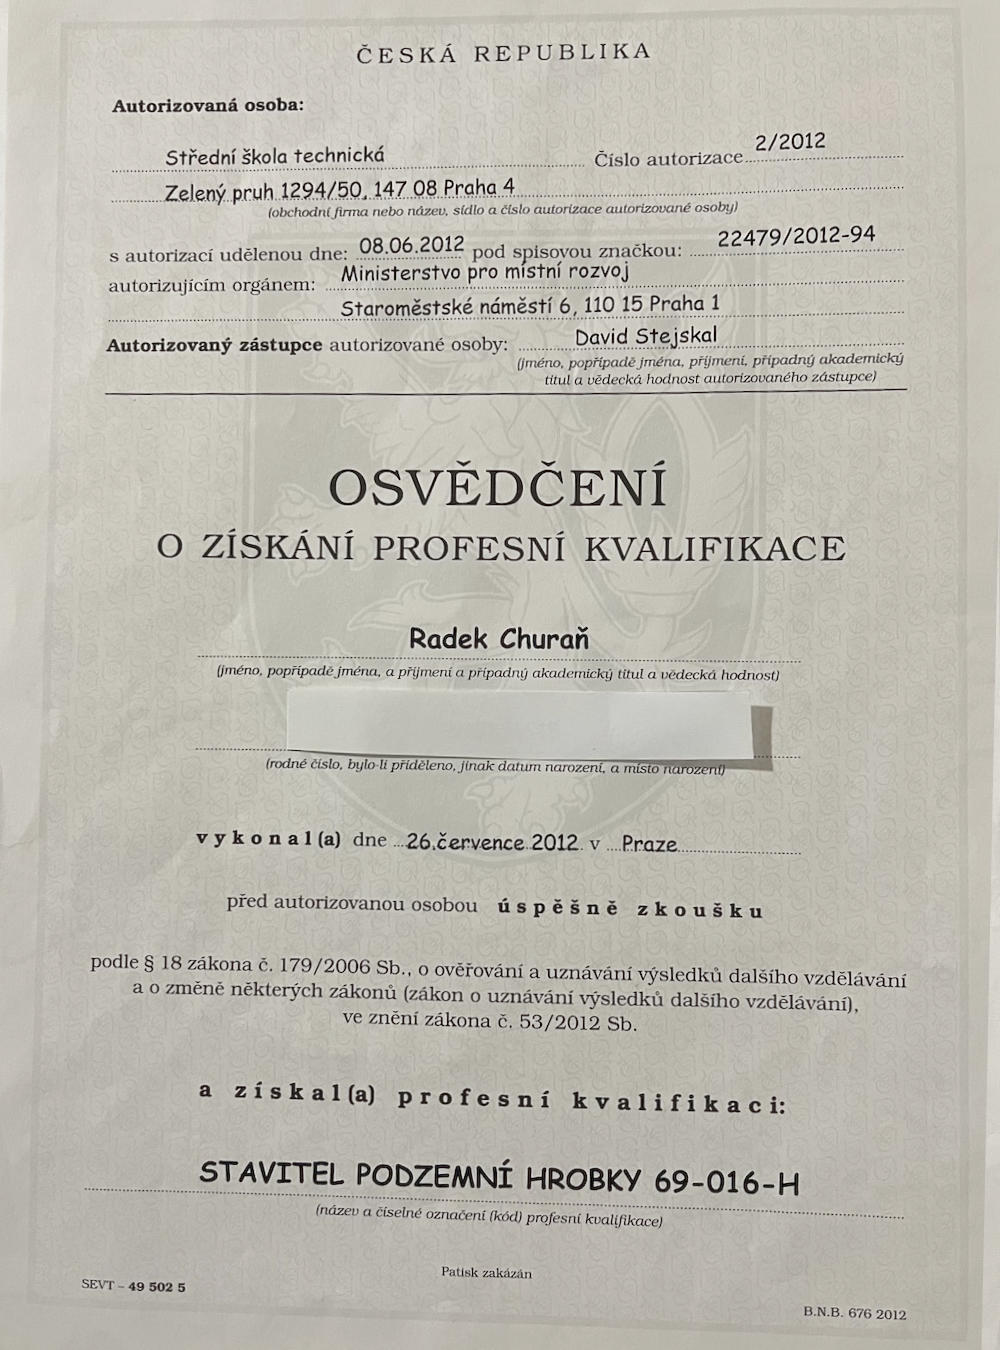 ČESKÁ REPUBLIKA
Autorizovaná osoba:
Střední škola technická Číslo autorizace 2/2012
Zelený pruh 1294/50, 147 08 Praha 4
(obchodní firma nebo název, sídlo a číslo autorizace autorizované osoby)
s autorizací udělenou dne: 08.06.2012 pod spisovou značkou: 22479/2012-94
autorizujícím orgánem: Ministerstvo pro místní rozvoj
Staroměstské náměstí 6, 110 15 Praha 1
Autorizovaný zástupce autorizované osoby: David Stejskal
(jméno, popřípadě jména, příjmení, případný akademický
titul a vědecká hodnost autorizovaného zástupce)
OSVĚDČENÍ
O ZÍSKÁNÍ PROFESNÍ KVALIFIKACE
Radek Churaň
(jméno, popřípadě jména, a příjmení a případný akademický titul a vědecká hodnost)
(rodné číslo, bylo-li přiděleno, jinak datum narození, a místo narození)
vykonal(a) dne 26.července 2012 v Praze
před autorizovanou osobou úspěšně zkoušku
podle § 18 zákona č. 179/2006 Sb., o ověřování a uznávání výsledků dalšího vzdělávání
a o změně některých zákonů (zákon o uznávání výsledků dalšího vzdělávání),
ve znění zákona č. 53/2012 Sb.
a získal(a) profesní kvalifikaci:
STAVITEL PODZEMNÍ HROBKY 69-016-H
(název a číselné označení (kód) profesní kvalifikace)
Patisk zakázán
SEVT – 49 502 5
B.N.B. 676 2012